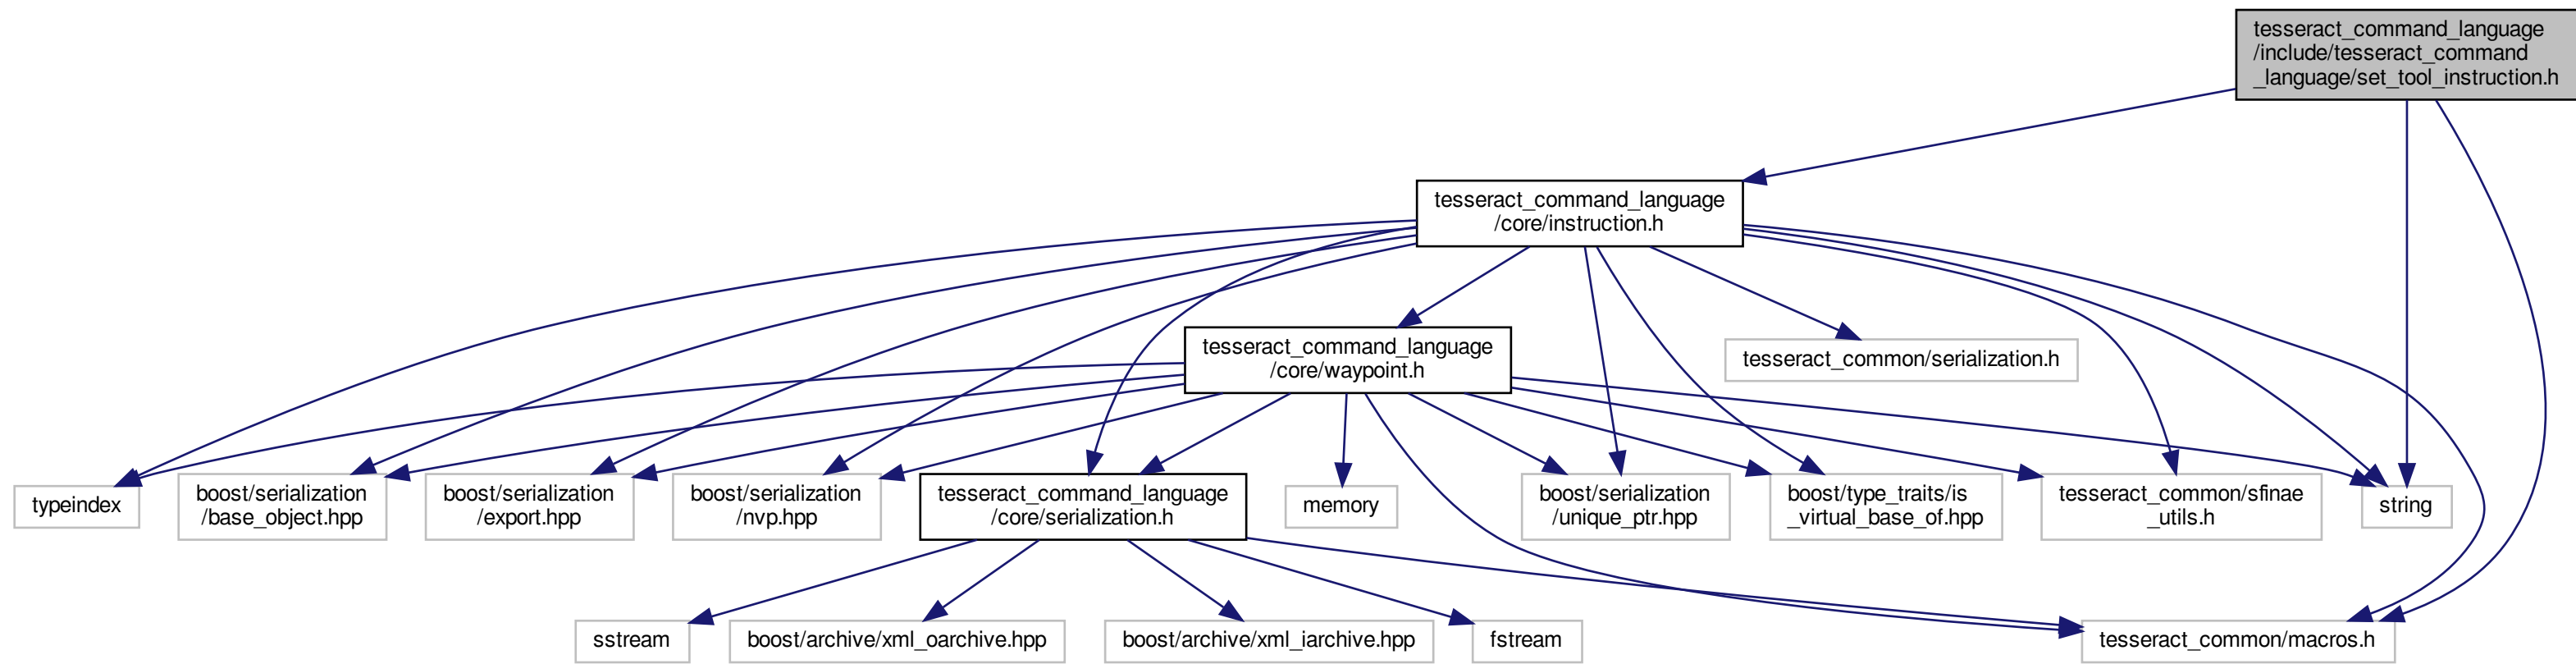 tesseract_command_language
/include/tesseract_command
_language/set_tool_instruction.h
tesseract_command_language
/core/instruction.h
tesseract_command_language
/core/waypoint.h
tesseract_common/serialization.h
typeindex
boost/serialization
/base_object.hpp
boost/serialization
/export.hpp
boost/serialization
/nvp.hpp
tesseract_command_language
/core/serialization.h
memory
boost/serialization
/unique_ptr.hpp
boost/type_traits/is
_virtual_base_of.hpp
tesseract_common/sfinae
_utils.h
string
sstream
boost/archive/xml_oarchive.hpp
boost/archive/xml_iarchive.hpp
fstream
tesseract_common/macros.h